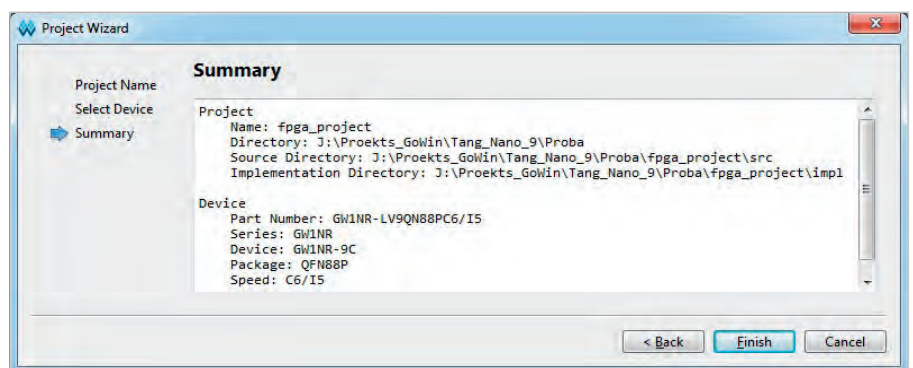 Project Wizard
Project Name
Select Device
Summary
Summary
Project
Name: fpga_project
Directory: J:\Proekts_GoWin\Tang_Nano_9\Proba
Source Directory: J:\Proekts_GoWin\Tang_Nano_9\Proba\fpga_project\src
Implementation Directory: J:\Proekts_GoWin\Tang_Nano_9\Proba\fpga_project\impl
Device
Part Number: GW1NR-LV9QN88PC6/I5
Series: GW1NR
Device: GW1NR-9C
Package: QFN88P
Speed: C6/I5
< Back Finish Cancel